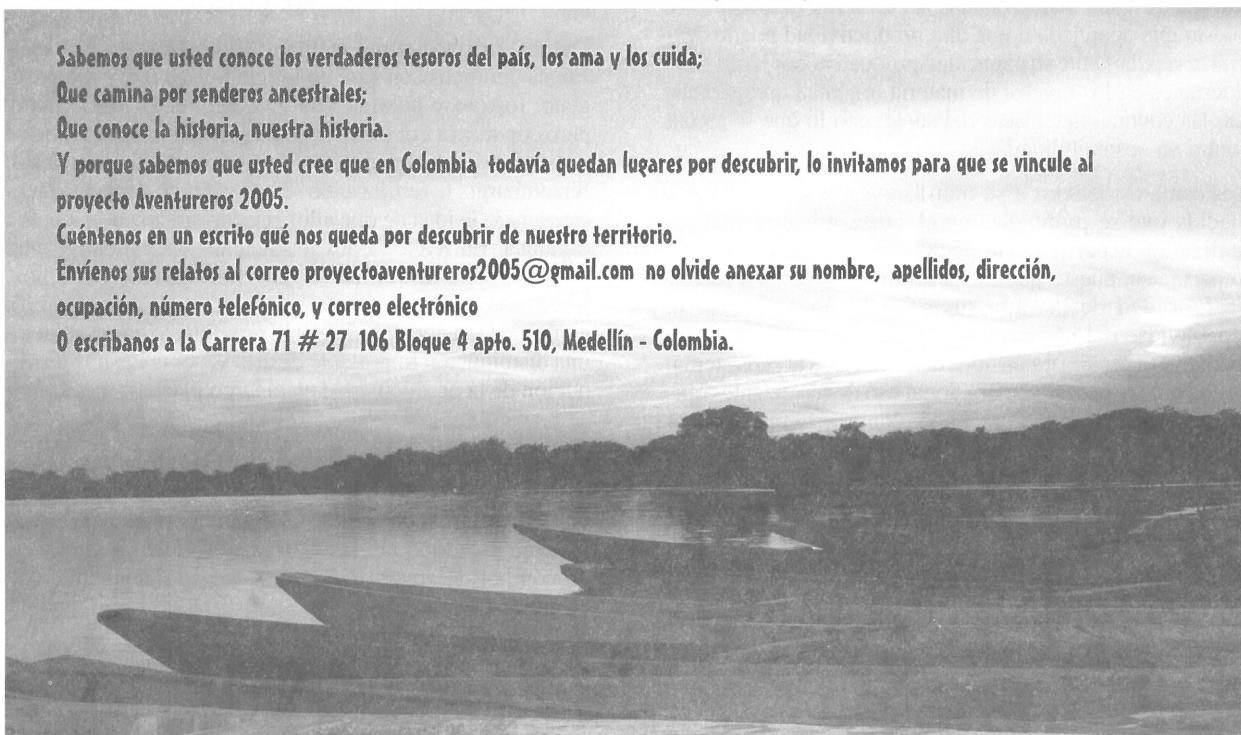 Sabemos que usted conoce los verdaderos tesoros del país, los ama y los cuida;
Que camina por senderos ancestrales;
Que conoce la historia, nuestra historia.
Y porque sabemos que usted cree que en Colombia todavía quedan lugares por descubrir, lo invitamos para que se vincule al
proyecto Aventureros 2005.
Cuéntenos en un escrito qué nos queda por descubrir de nuestro territorio.
Envíenos sus relatos al correo proyectoaventureros2005@gmail.com no olvide anexar su nombre, apellidos, dirección,
ocupación, número telefónico, y correo electrónico
O escribanos a la Carrera 71 # 27 106 Bloque 4 apto. 510, Medellín - Colombia.